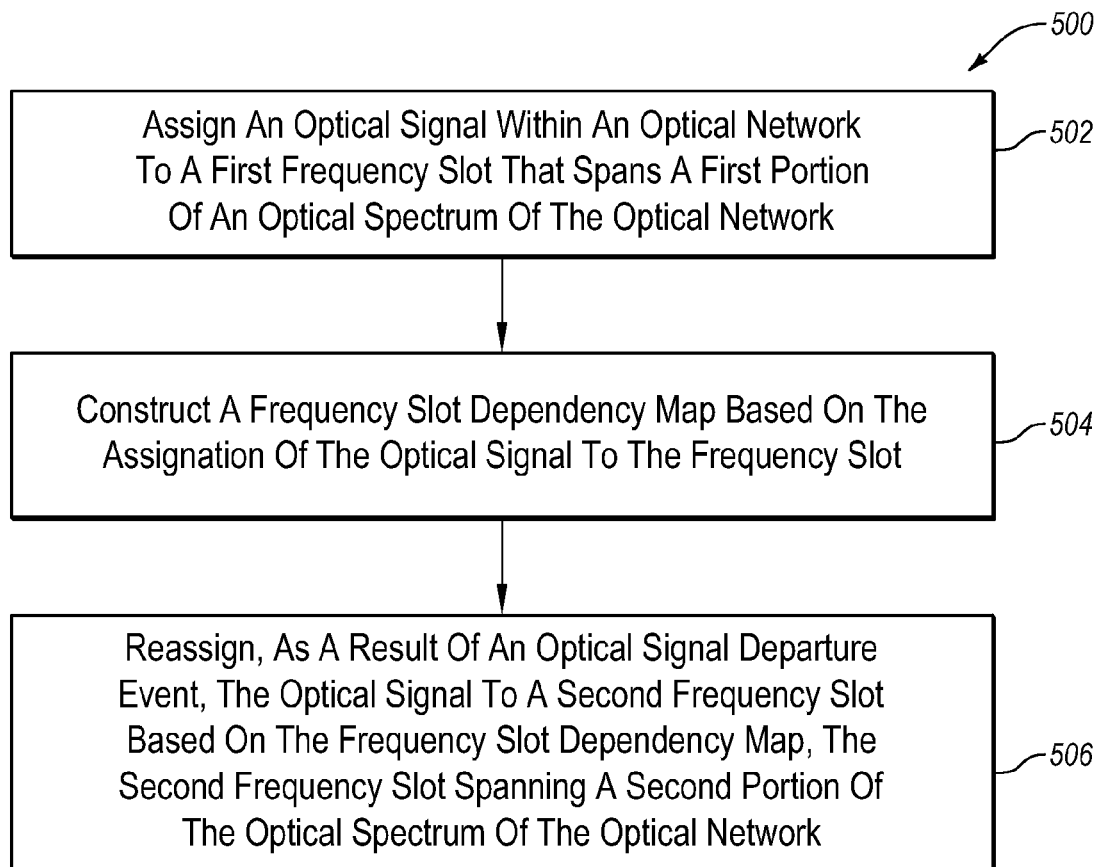 500
Assign An Optical Signal Within An Optical Network
To A First Frequency Slot That Spans A First Portion
Of An Optical Spectrum Of The Optical Network
502
Construct A Frequency Slot Dependency Map Based On The
Assignation Of The Optical Signal To The Frequency Slot
504
Reassign, As A Result Of An Optical Signal Departure
Event, The Optical Signal To A Second Frequency Slot
Based On The Frequency Slot Dependency Map, The
Second Frequency Slot Spanning A Second Portion Of
The Optical Spectrum Of The Optical Network
506